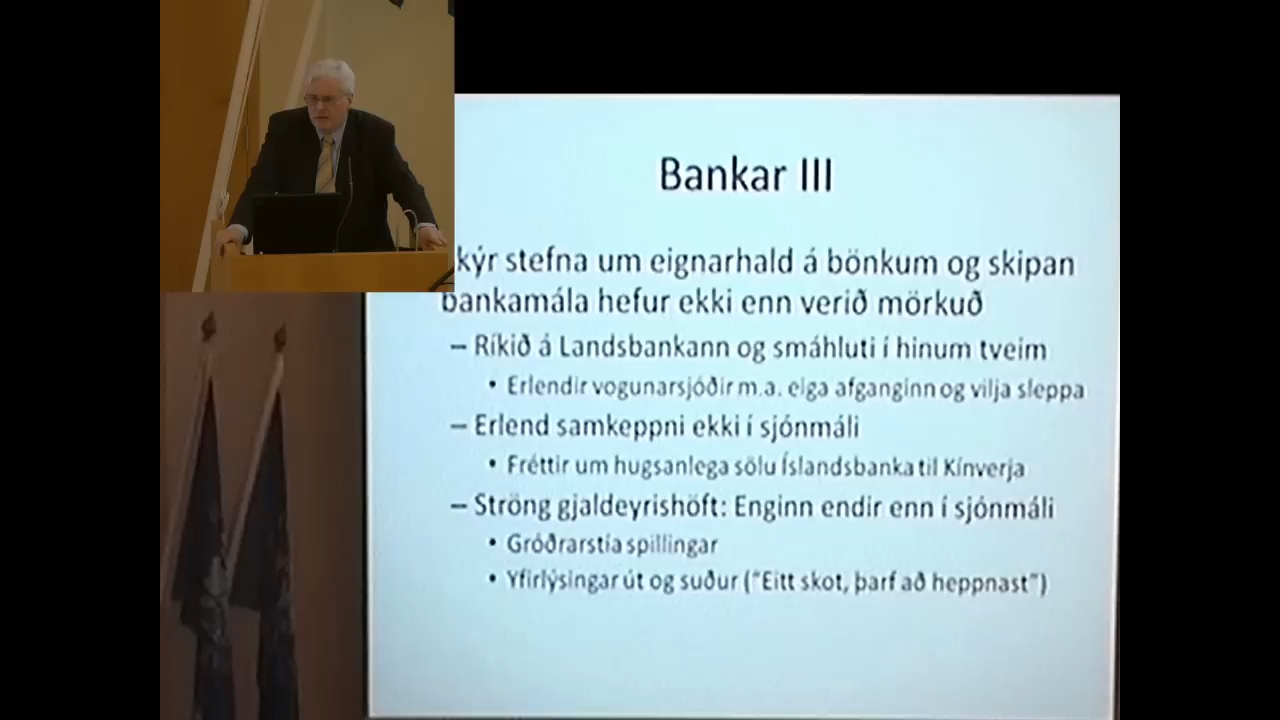 Bankar III
kýr stefna um eignarhald á bönkum og skipan
bankamála hefur ekki enn verið mörkuð
– Ríkið á Landsbankann og smáhluti í hinum tveim
• Erlendir vogunarsjóðir m.a. eiga afganginn og vilja sleppa
– Erlend samkeppni ekki í sjónmáli
• Fréttir um hugsanlega sölu Íslandsbanka til Kínverja
– Ströng gjaldeyrishöft: Enginn endir enn í sjónmáli
• Gróðrarstía spillingar
• Yfirlýsingar út og suður ("Eitt skot, þarf að heppnast")